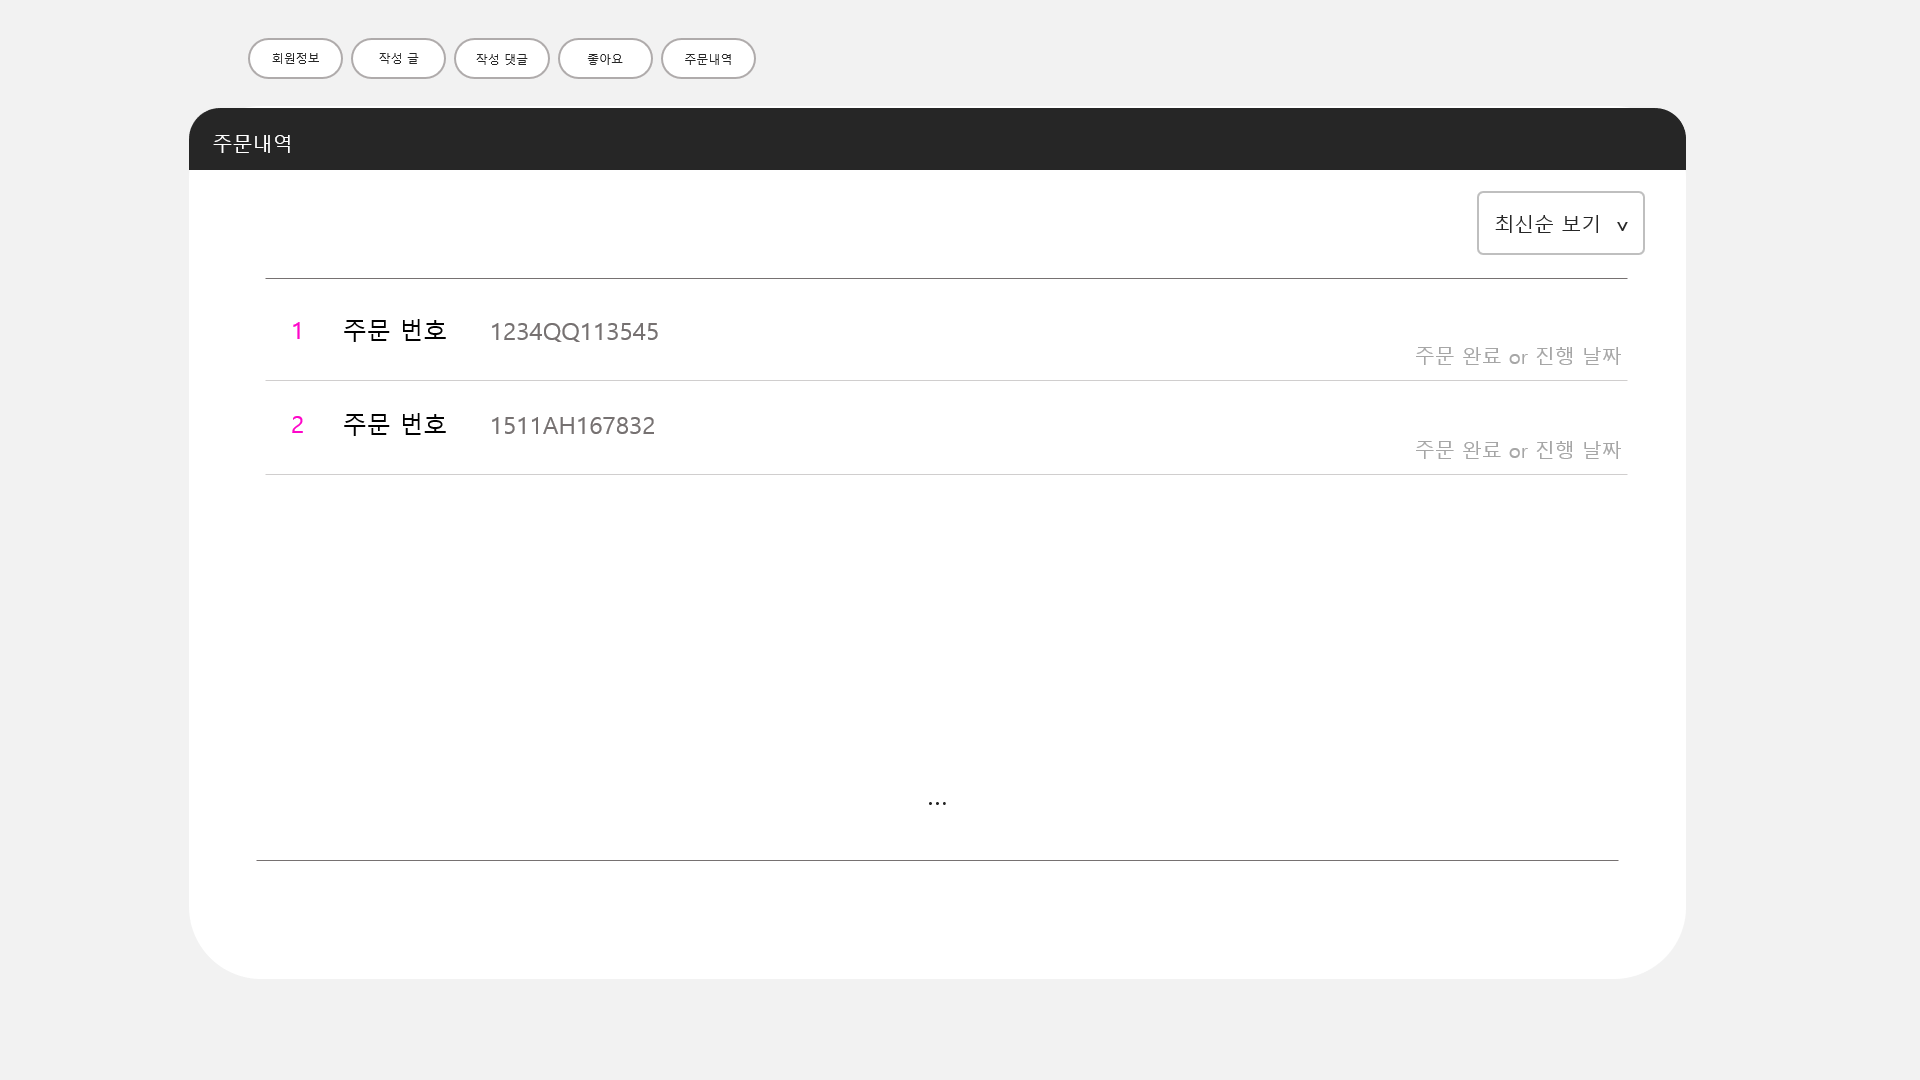 회원정보 작성 글 작성 댓글 좋아요 주문내역
주문내역
최신순 보기 v
1 주문 번호 1234QQ113545
주문 완료 or 진행 날짜
2 주문 번호 1511AH167832
주문 완료 or 진행 날짜
...